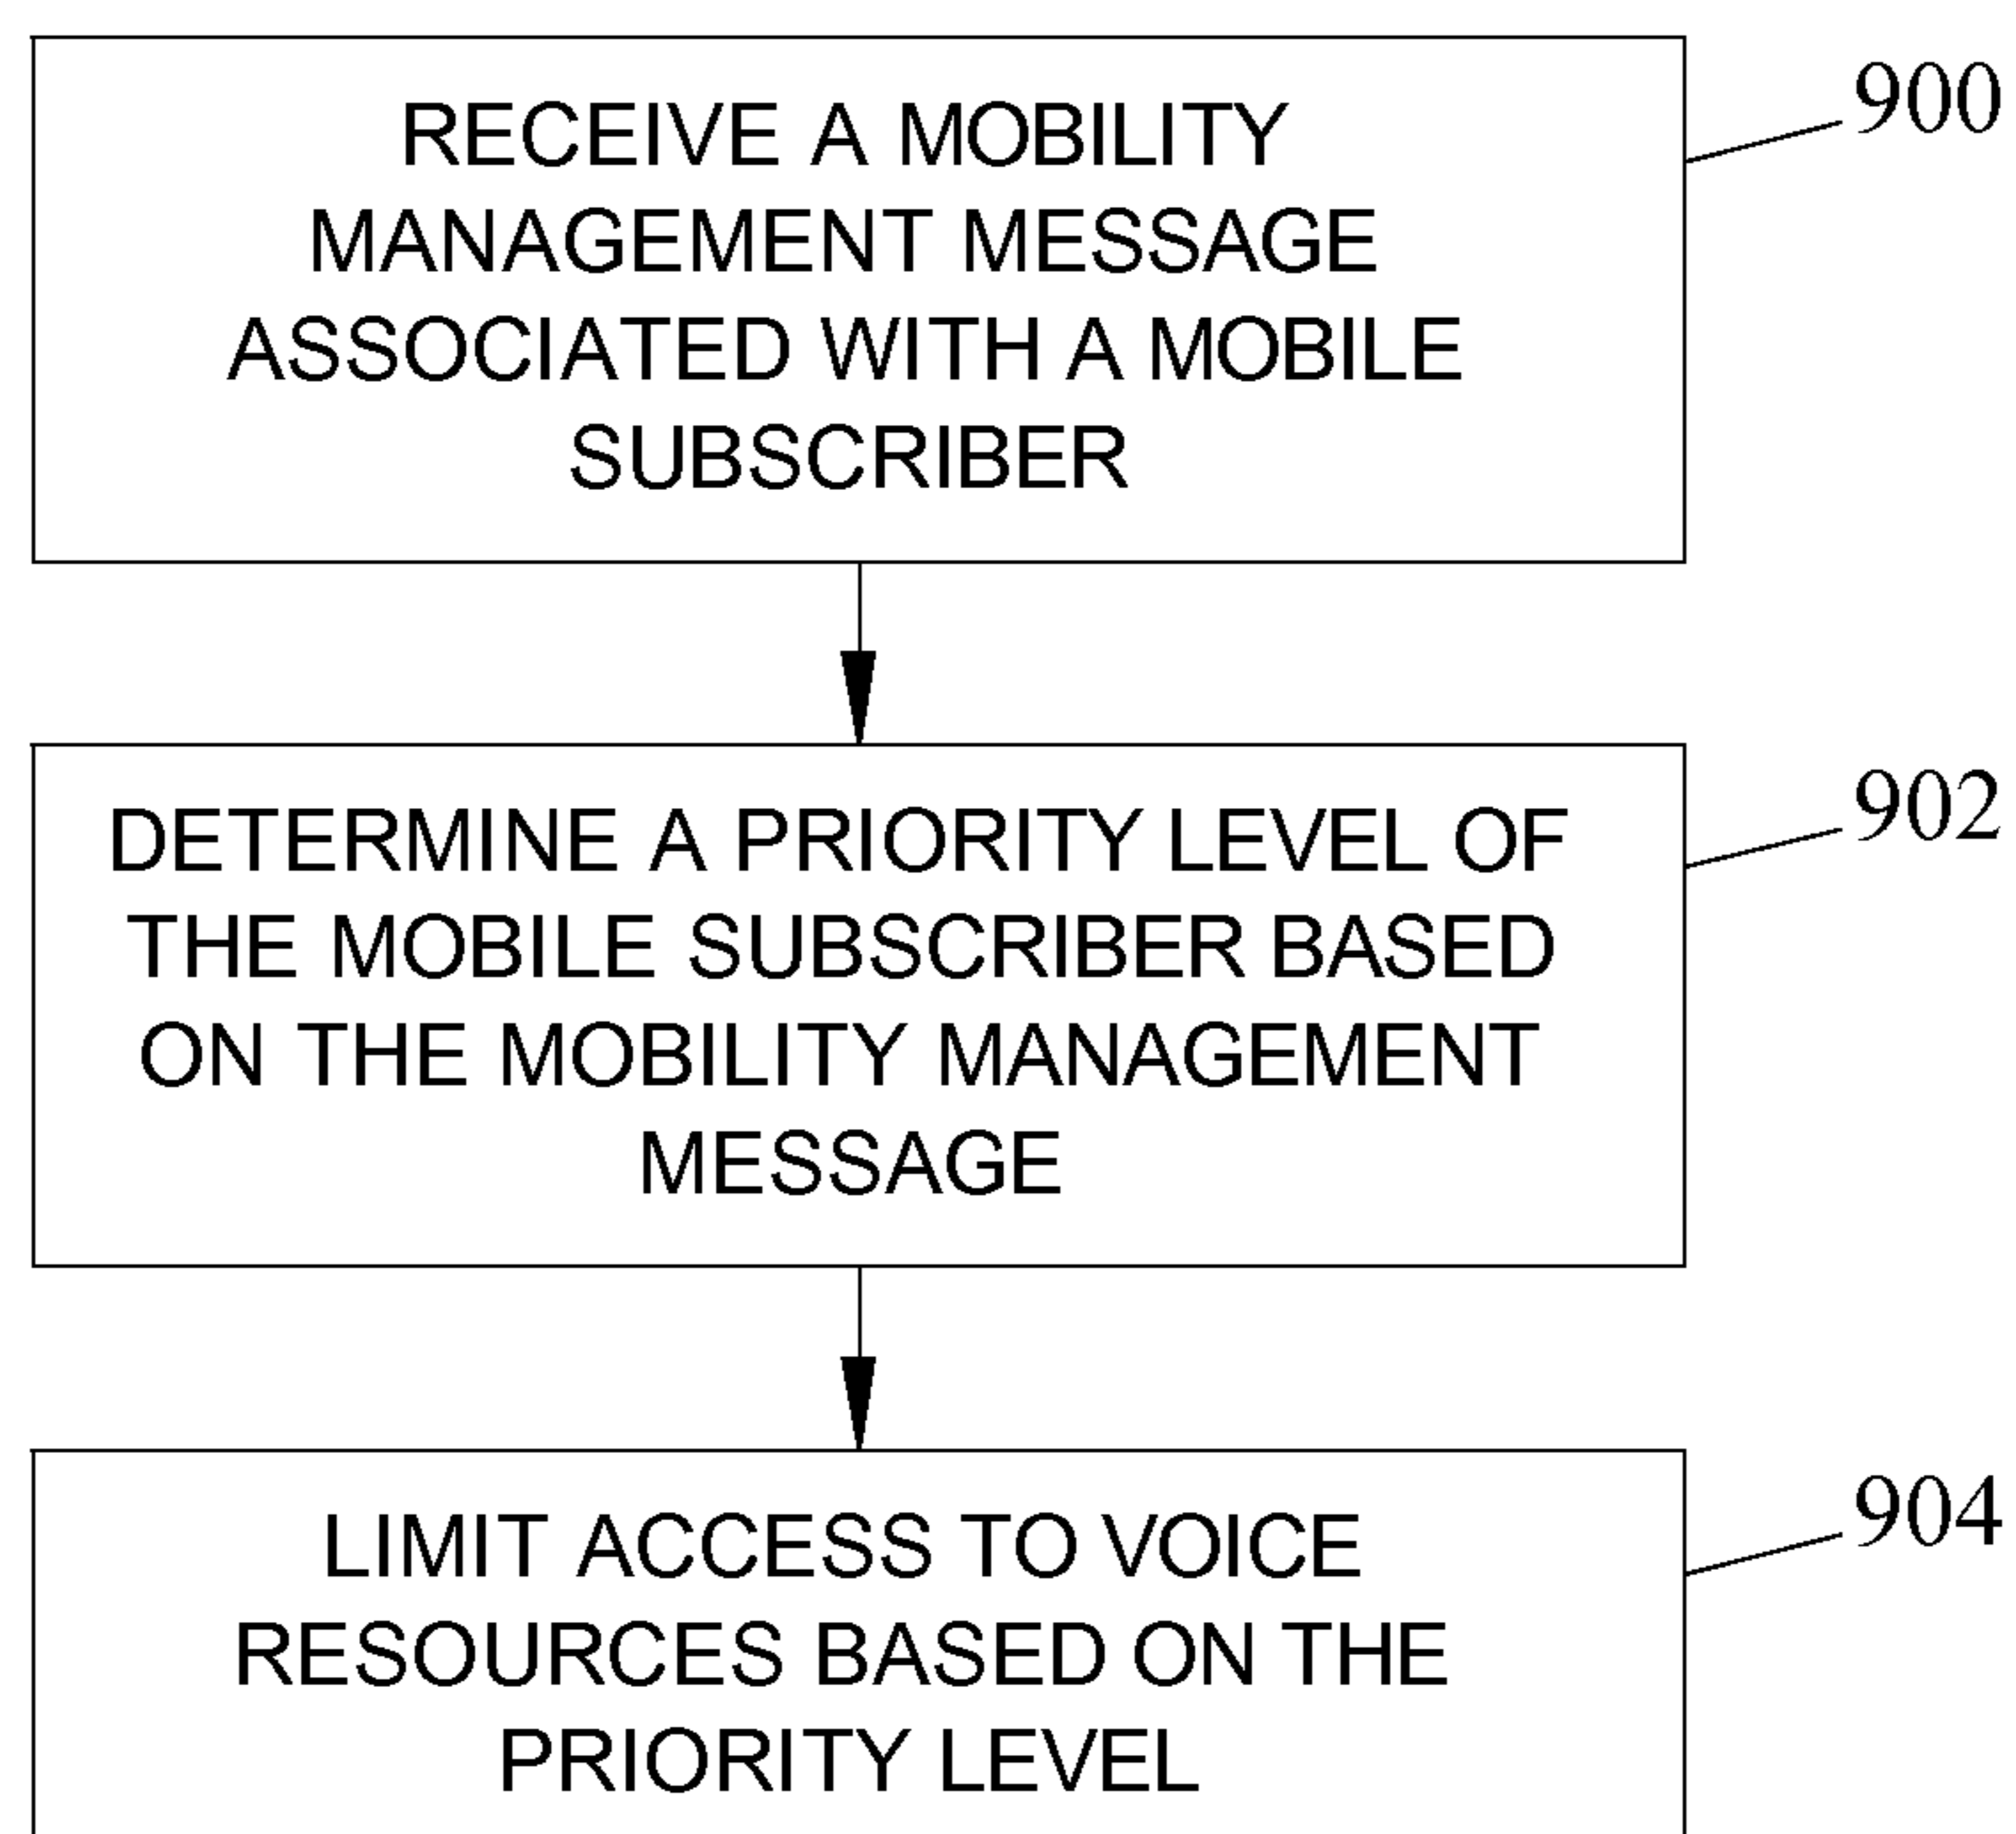 RECEIVE A MOBILITY
MANAGEMENT MESSAGE
ASSOCIATED WITH A MOBILE
SUBSCRIBER
900
DETERMINE A PRIORITY LEVEL OF
THE MOBILE SUBSCRIBER BASED
ON THE MOBILITY MANAGEMENT
MESSAGE
902
LIMIT ACCESS TO VOICE
RESOURCES BASED ON THE
PRIORITY LEVEL
904